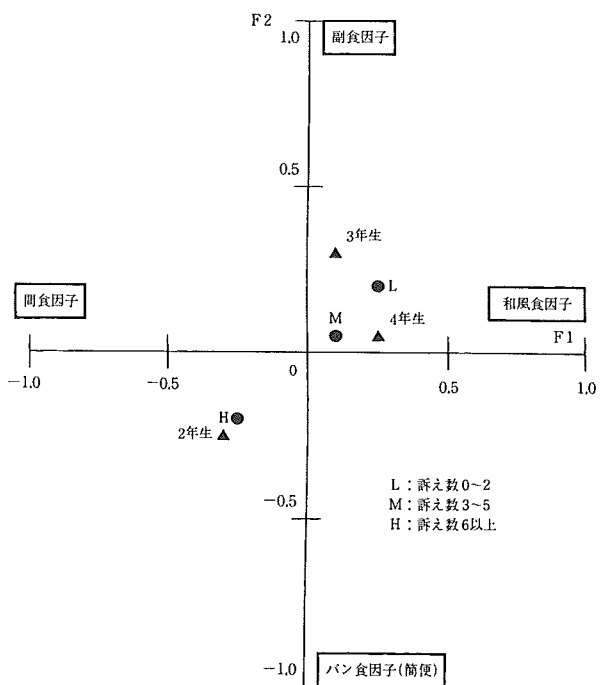 F2
1.0
副食因子
0.5
3年生
L
間食因子
和風食因子
M
4年生
F1
-1.0
-0.5
0
0.5
1.0
H
2年生
L：訴え数0~2
M：訴え数3~5
H：訴え数6以上
-0.5
-1.0
パン食因子(簡便)